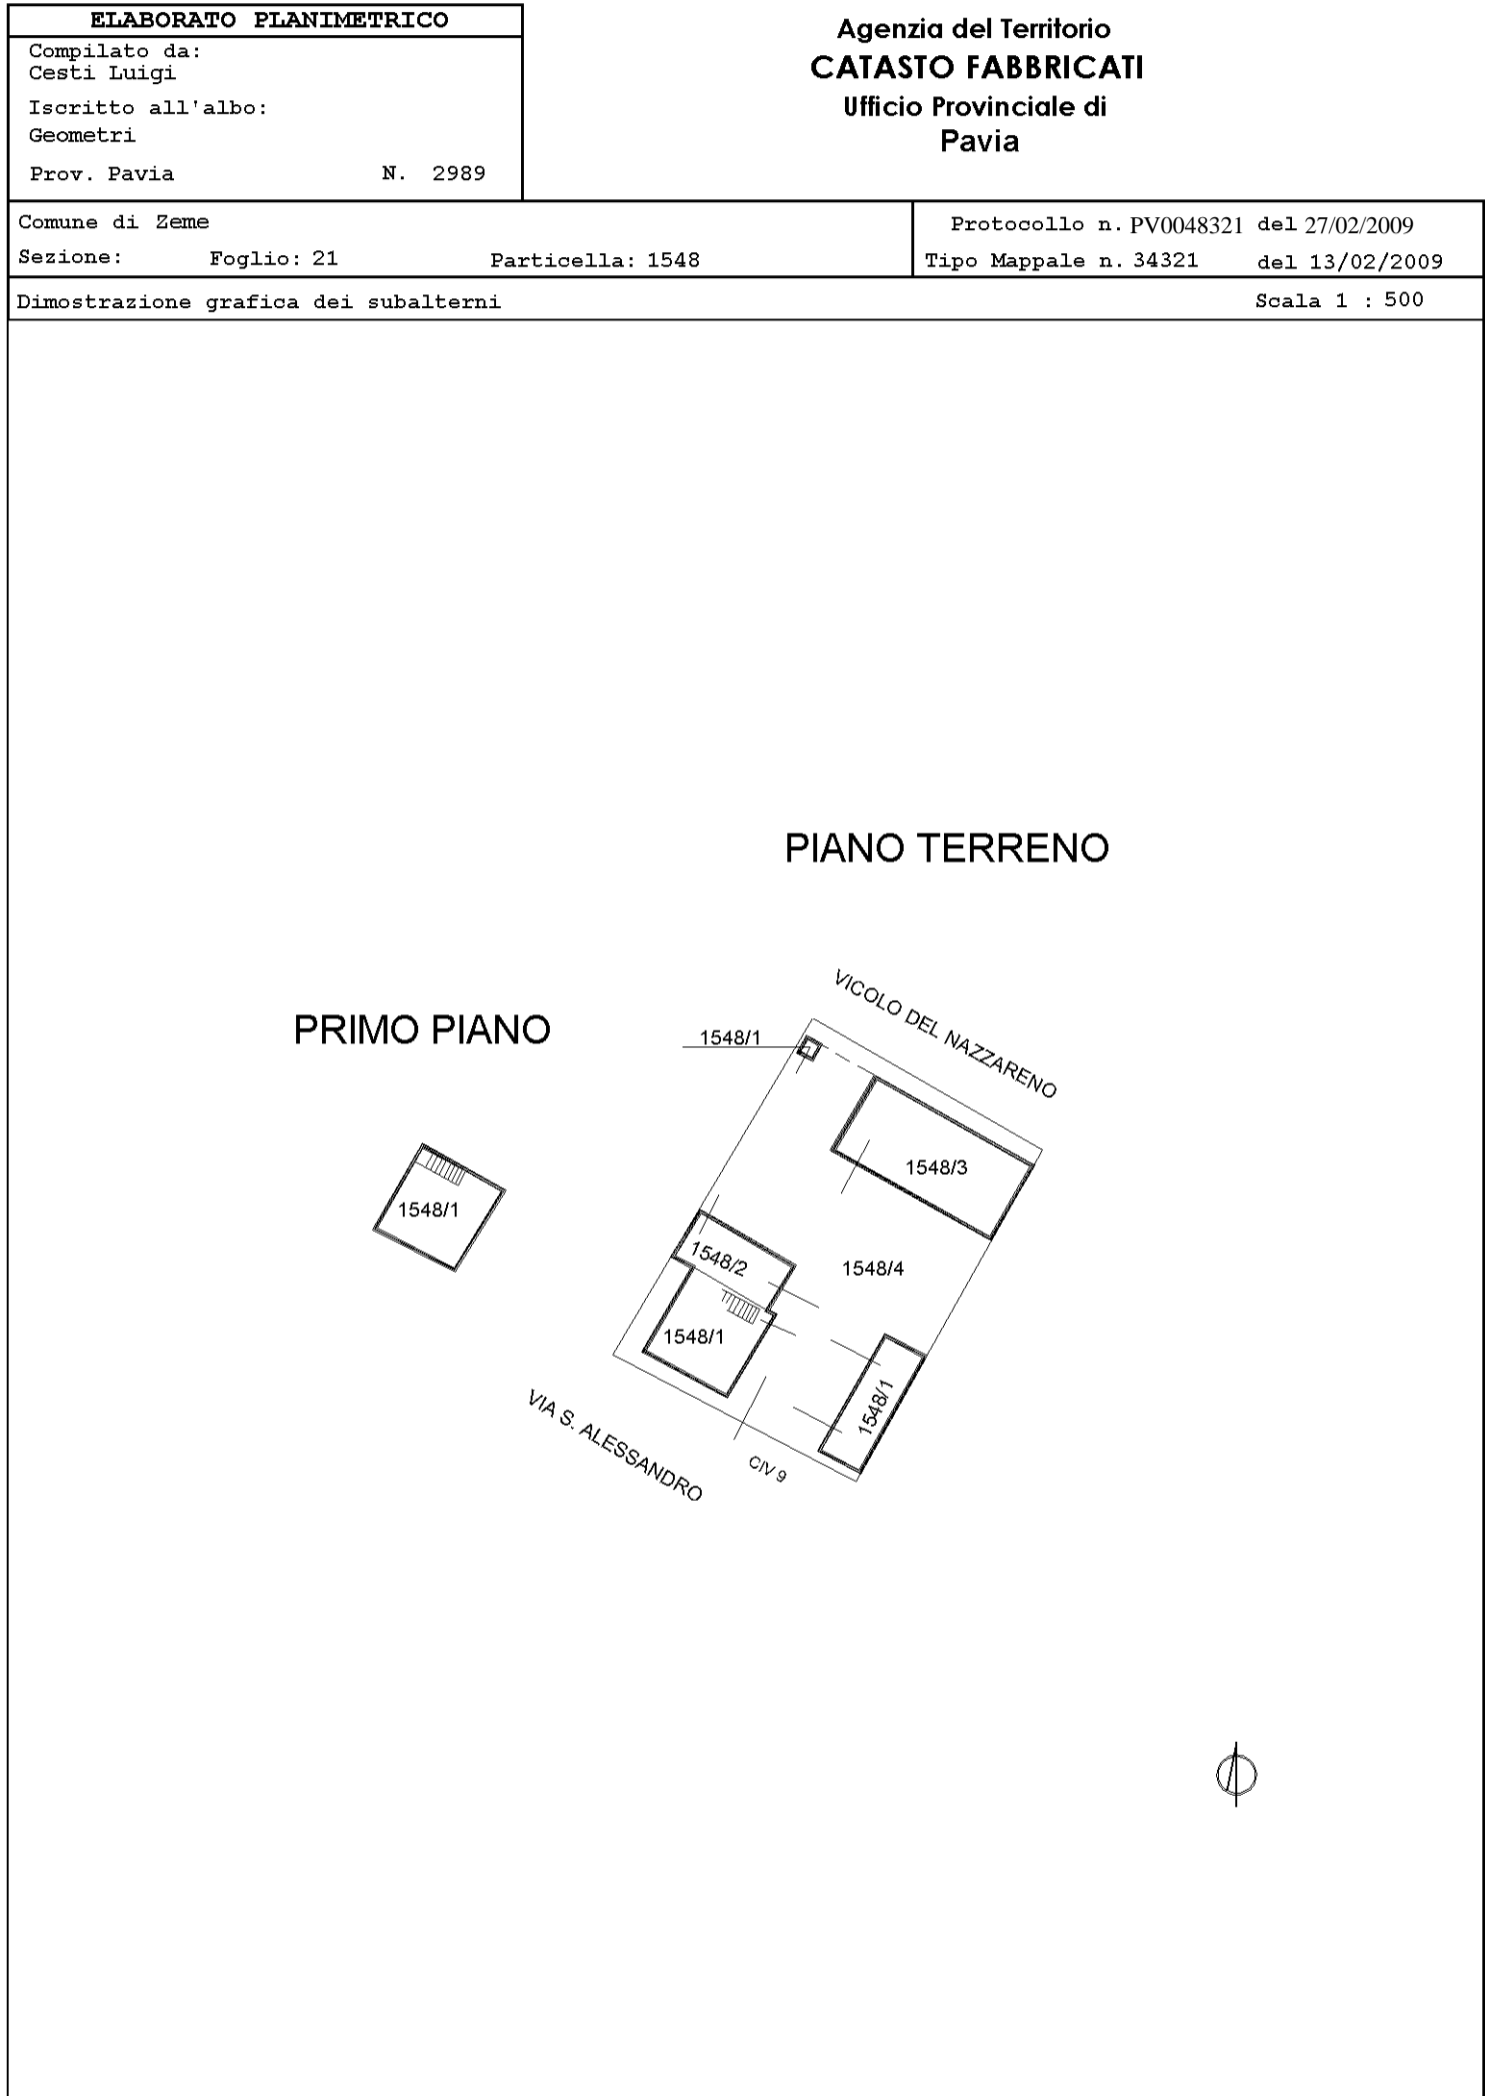 ELABORATO PLANIMETRICO
Compilato da:
Cesti Luigi
Iscritto all'albo:
Geometri
Prov. Pavia N. 2989
Agenzia del Territorio
CATASTO FABBRICATI
Ufficio Provinciale di
Pavia
Comune di Zeme
Sezione: Foglio: 21 Particella: 1548
Protocollo n. PV0048321 del 27/02/2009
Tipo Mappale n. 34321 del 13/02/2009
Dimostrazione grafica dei subalterni Scala 1 : 500
PIANO TERRENO
PRIMO PIANO
VICOLO DEL NAZZARENO
1548/1
1548/3
1548/1
1548/2
1548/4
1548/1
1548/1
VIA S. ALESSANDRO
CIV 9